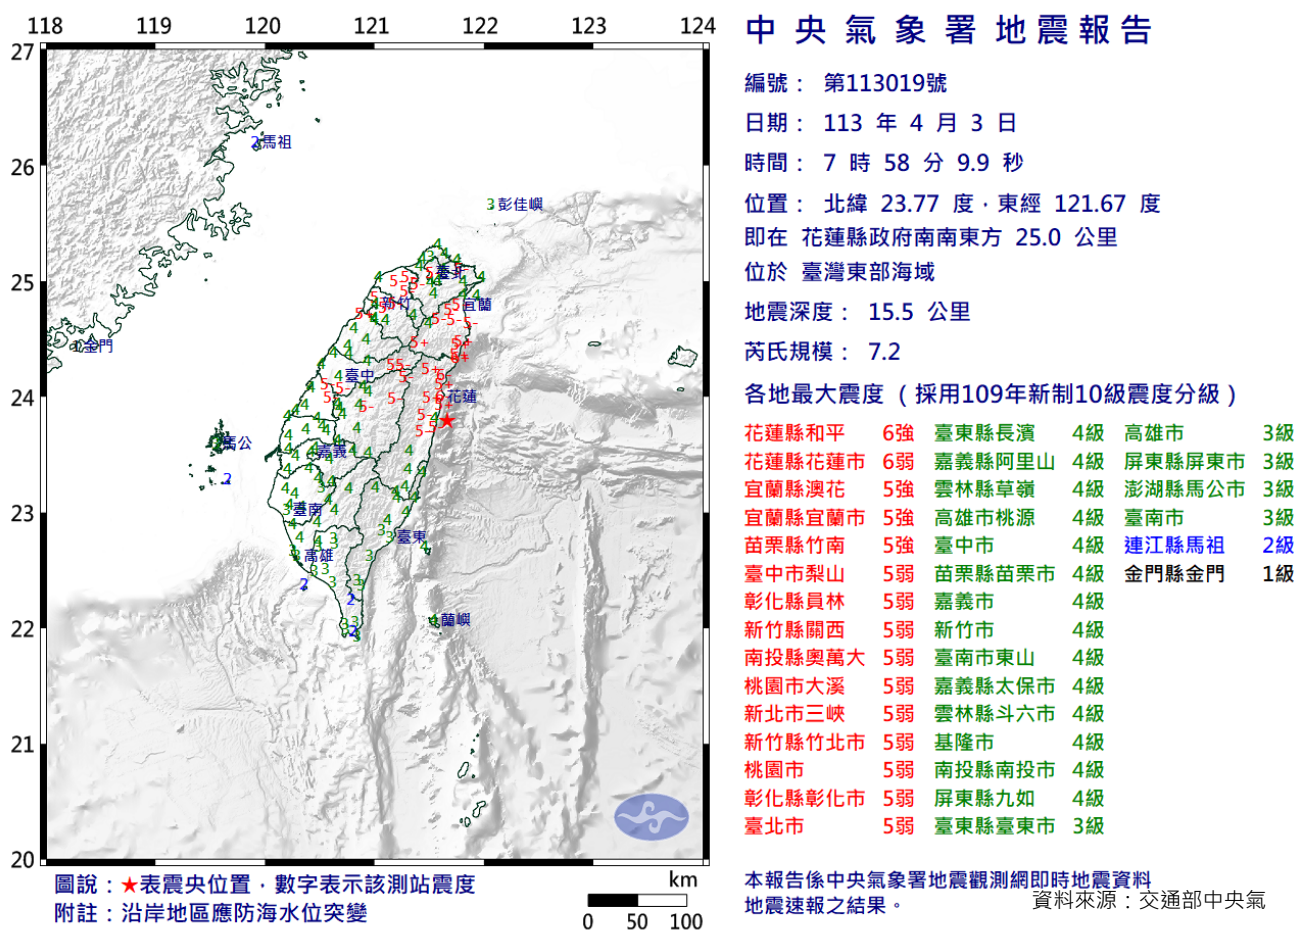 中央氣象署地震報告
編號： 第113019號
日期： 113 年 4 月 3 日
時間： 7 時 58 分 9.9 秒
位置： 北緯 23.77 度．東經 121.67 度
即在 花蓮縣政府南南東方 25.0 公里
位於 臺灣東部海域
地震深度： 15.5 公里
芮氏規模： 7.2
各地最大震度（採用109年新制10級震度分級）
花蓮縣和平 6強 臺東縣長濱 4級 高雄市 3級
花蓮縣花蓮市 6弱 嘉義縣阿里山 4級 屏東縣屏東市 3級
宜蘭縣澳花 5強 雲林縣草嶺 4級 澎湖縣馬公市 3級
宜蘭縣宜蘭市 5強 高雄市桃源 4級 臺南市 3級
苗栗縣竹南 5強 臺中市 4級 連江縣馬祖 2級
臺中市梨山 5弱 苗栗縣苗栗市 4級 金門縣金門 1級
彰化縣員林 5弱 嘉義市 4級
新竹縣關西 5弱 新竹市 4級
南投縣奧萬大 5弱 臺南市東山 4級
桃園市大溪 5弱 嘉義縣太保市 4級
新北市三峽 5弱 雲林縣斗六市 4級
新竹縣竹北市 5弱 基隆市 4級
桃園市 5弱 南投縣南投市 4級
彰化縣彰化市 5弱 屏東縣九如 4級
臺北市 5弱 臺東縣臺東市 3級
本報告係中央氣象署地震觀測網即時地震資料
地震速報之結果。
資料來源：交通部中央氣
118 119 120 121 122 123 124
27
26
25
24
23
22
21
20
2馬祖
3彭佳嶼
臺北
新竹
宜蘭
1金門
臺中
花蓮
馬公
嘉義
2
臺南
臺東
高雄
2
2
4蘭嶼
2
圖說：★表震央位置．數字表示該測站震度
附註：沿岸地區應防海水位突變
km
0 50 100